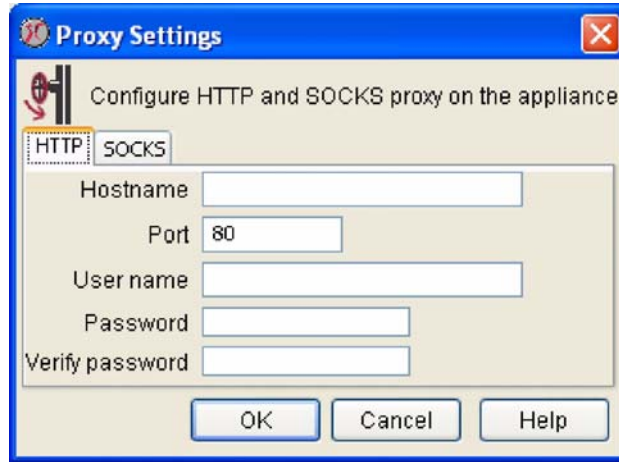 Proxy Settings
Configure HTTP and SOCKS proxy on the appliance
HTTP SOCKS
Hostname
Port 80
User name
Password
Verify password
OK Cancel Help